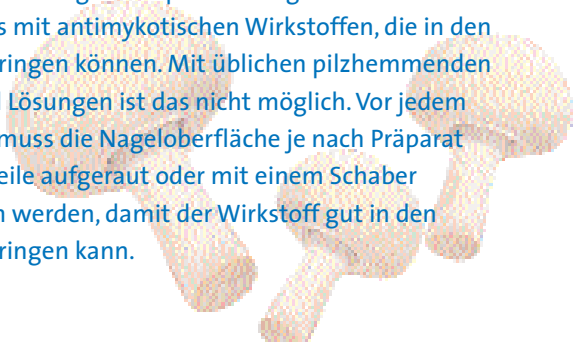 s mit antimykotischen Wirkstoffen, die in den
ringen können. Mit üblichen pilzhemmenden
Lösungen ist das nicht möglich. Vor jedem
muss die Nageloberfläche je nach Präparat
eile aufgeraut oder mit einem Schaber
n werden, damit der Wirkstoff gut in den
ringen kann.